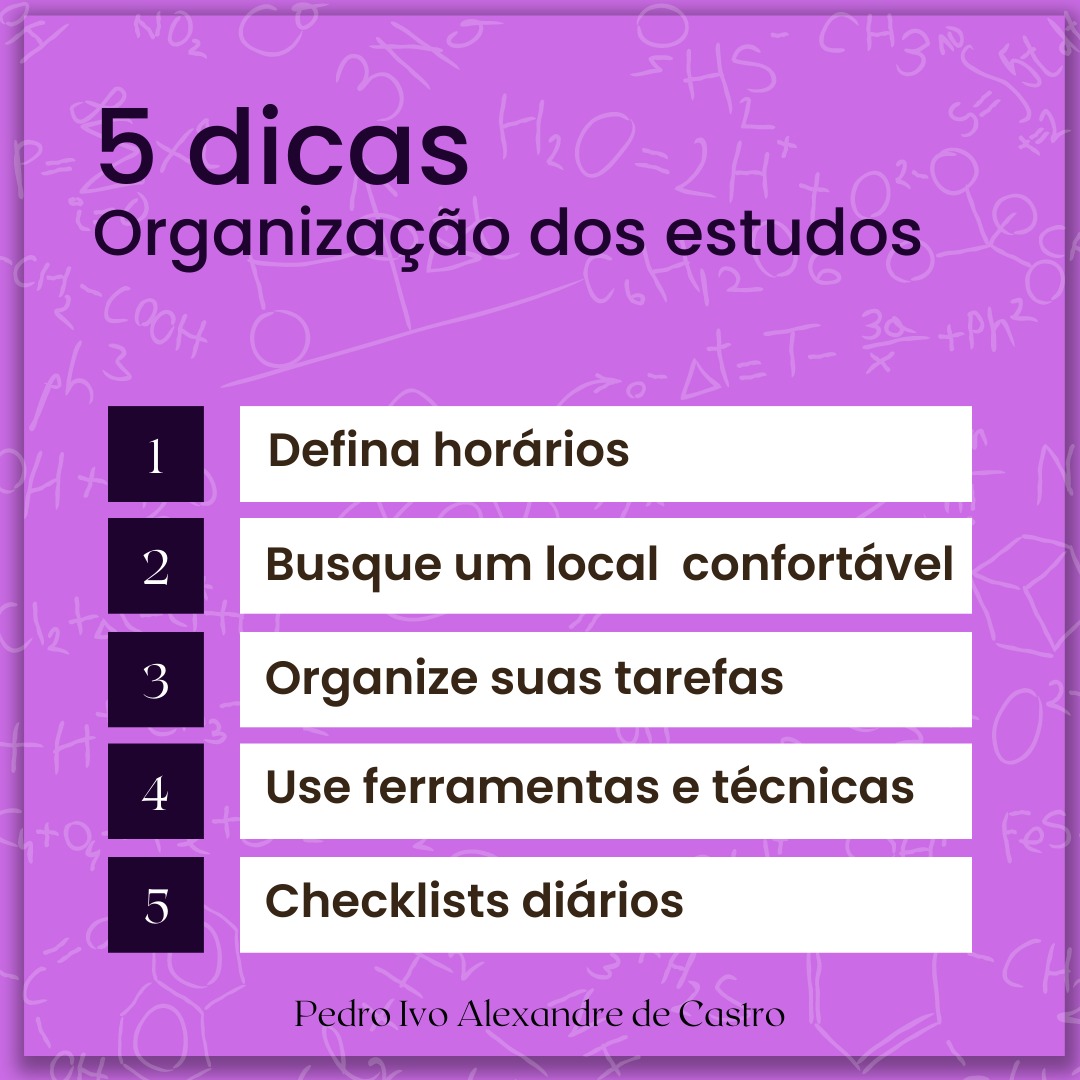 5 dicas
Organização dos estudos
1 Defina horários
2 Busque um local confortável
3 Organize suas tarefas
4 Use ferramentas e técnicas
5 Checklists diários
Pedro Ivo Alexandre de Castro